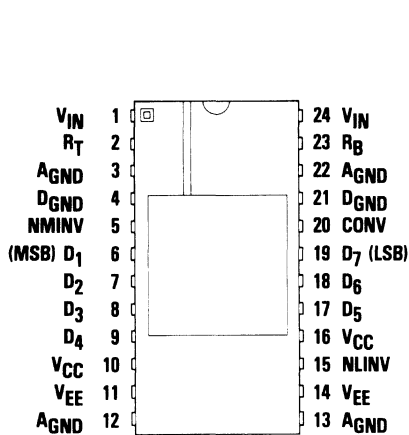 VIN 1 24 VIN
RT 2 23 RB
AGND 3 22 AGND
DGND 4 21 DGND
NMINV 5 20 CONV
(MSB) D1 6 19 D7 (LSB)
D2 7 18 D6
D3 8 17 D5
D4 9 16 VCC
VCC 10 15 NLINV
VEE 11 14 VEE
AGND 12 13 AGND